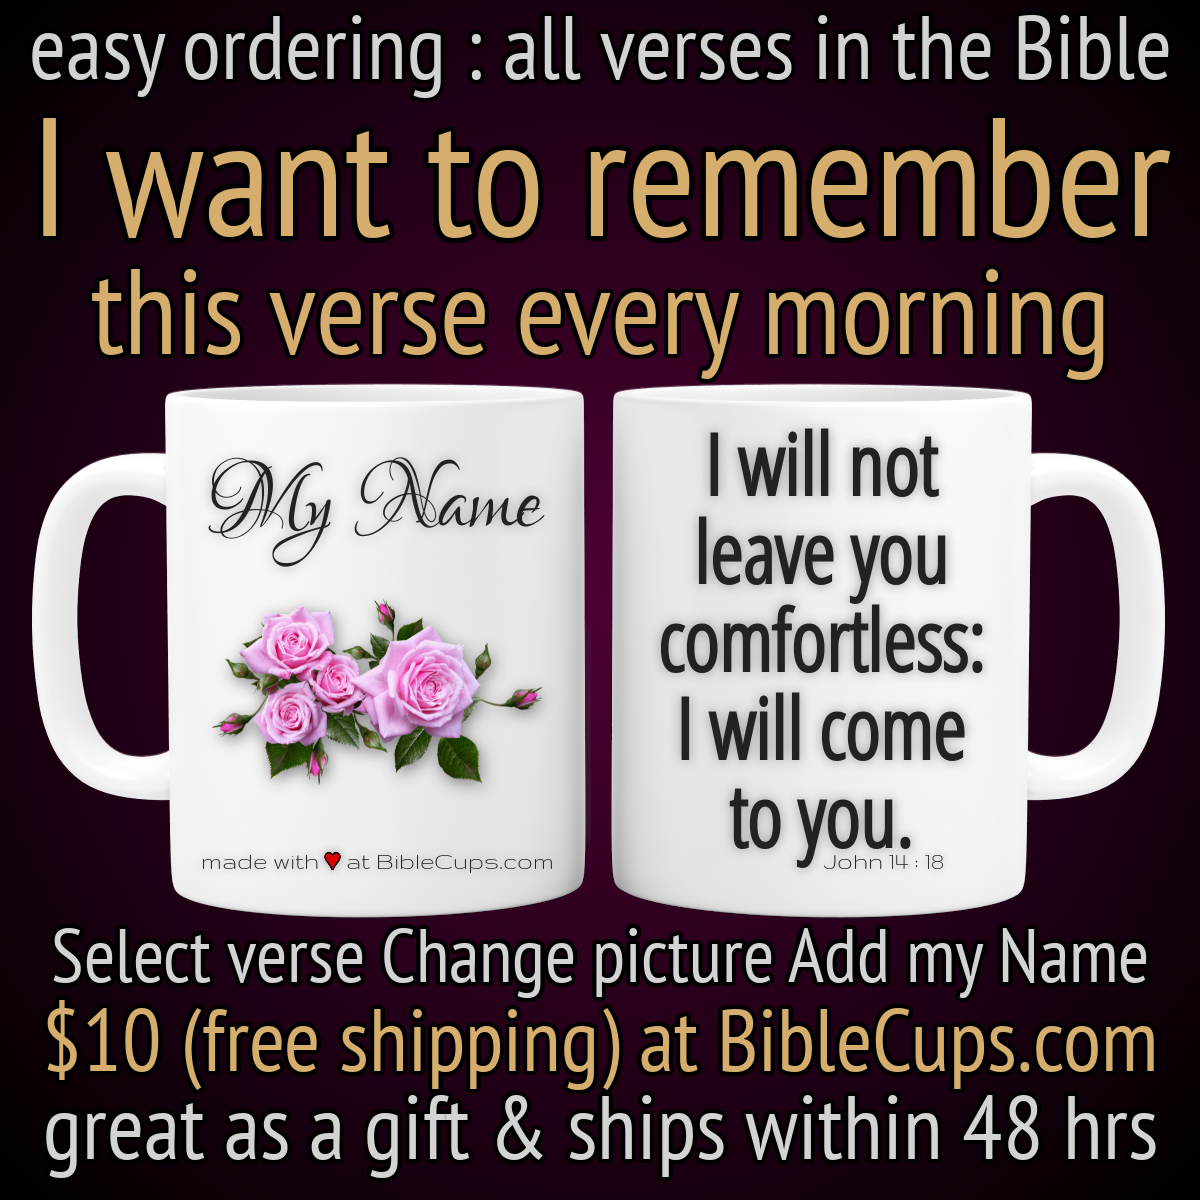 easy ordering : all verses in the Bible
I want to remember
this verse every morning
My Name
made with at BibleCups.com
I will not
leave you
comfortless:
I will come
to you.
John 14 : 18
Select verse Change picture Add my Name
$10 (free shipping) at BibleCups.com
great as a gift & ships within 48 hrs